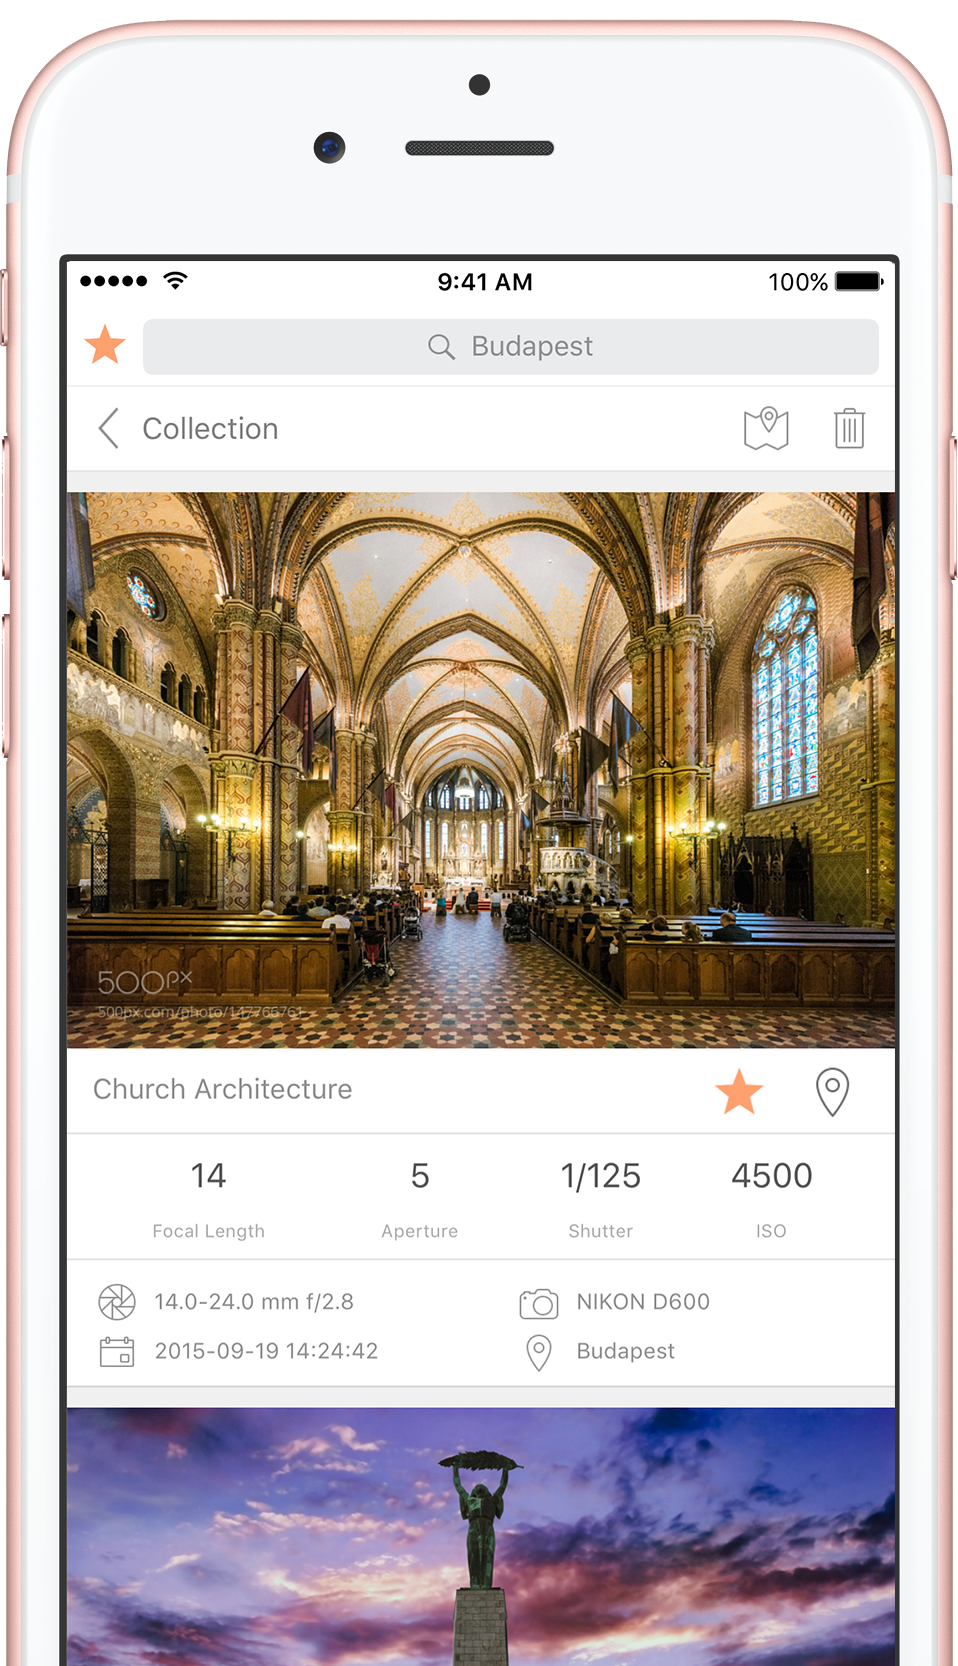 9:41 AM 100%
Budapest
Collection
500px
500px.com/photo/147765761
Church Architecture
14 5 1/125 4500
Focal Length Aperture Shutter ISO
14.0-24.0 mm f/2.8 NIKON D600
2015-09-19 14:24:42 Budapest